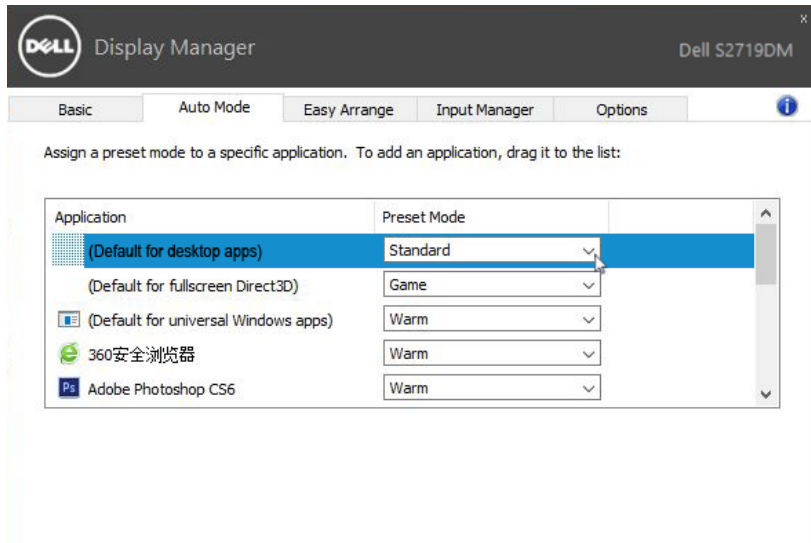 x
DELL Display Manager Dell S2719DM
Basic Auto Mode Easy Arrange Input Manager Options
Assign a preset mode to a specific application. To add an application, drag it to the list:
Application Preset Mode
(Default for desktop apps) Standard
(Default for fullscreen Direct3D) Game
(Default for universal Windows apps) Warm
360安全浏览器 Warm
Ps Adobe Photoshop CS6 Warm